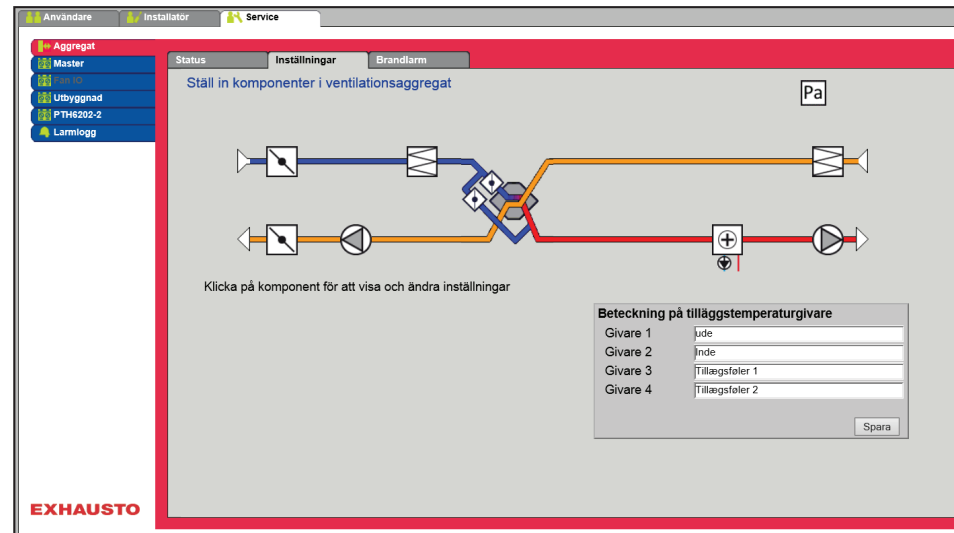 Användare Installatör Service
Aggregat
Master
Fan IO
Utbyggnad
PTH6202-2
Larmlogg
Status Inställningar Brandlarm
Ställ in komponenter i ventilationsaggregat
Pa
Klicka på komponent för att visa och ändra inställningar
Beteckning på tilläggstemperaturgivare
Givare 1 ude
Givare 2 Inde
Givare 3 Tillægsføler 1
Givare 4 Tillægsføler 2
Spara
EXHAUSTO